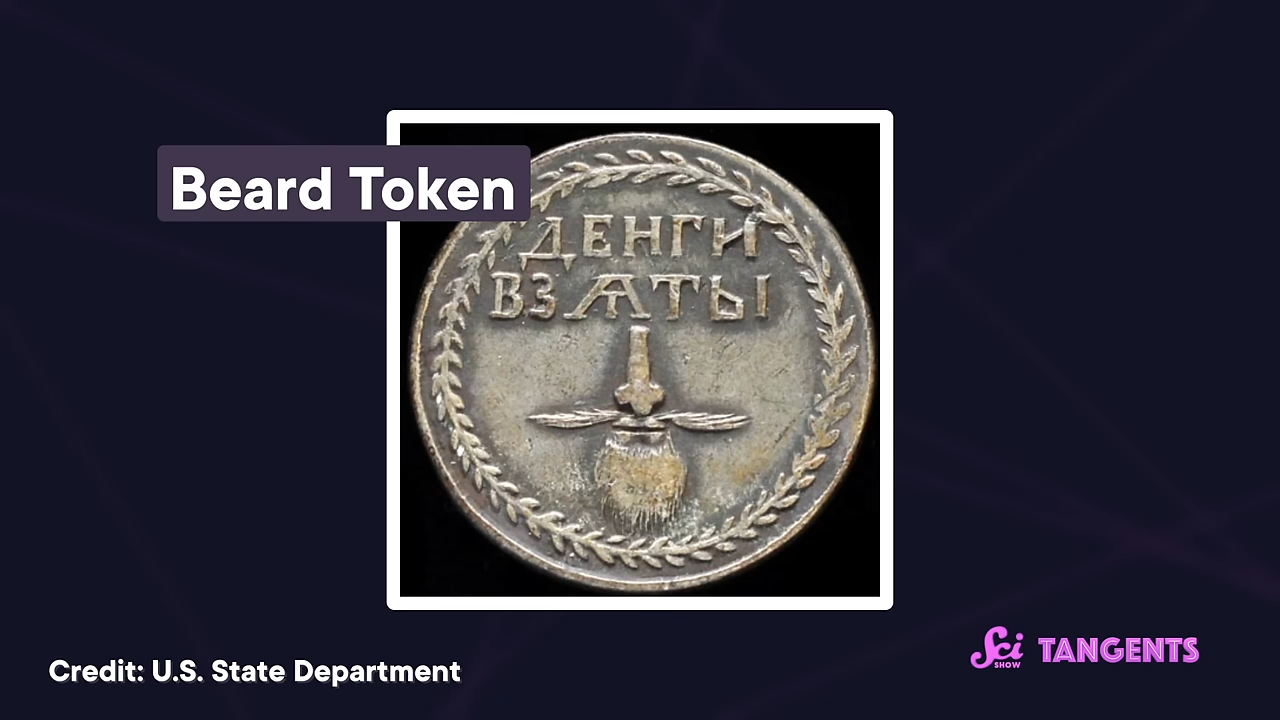 Beard Token
ДЕНГИ
ВЗѦТЫ
Credit: U.S. State Department
Sci SHOW TANGENTS